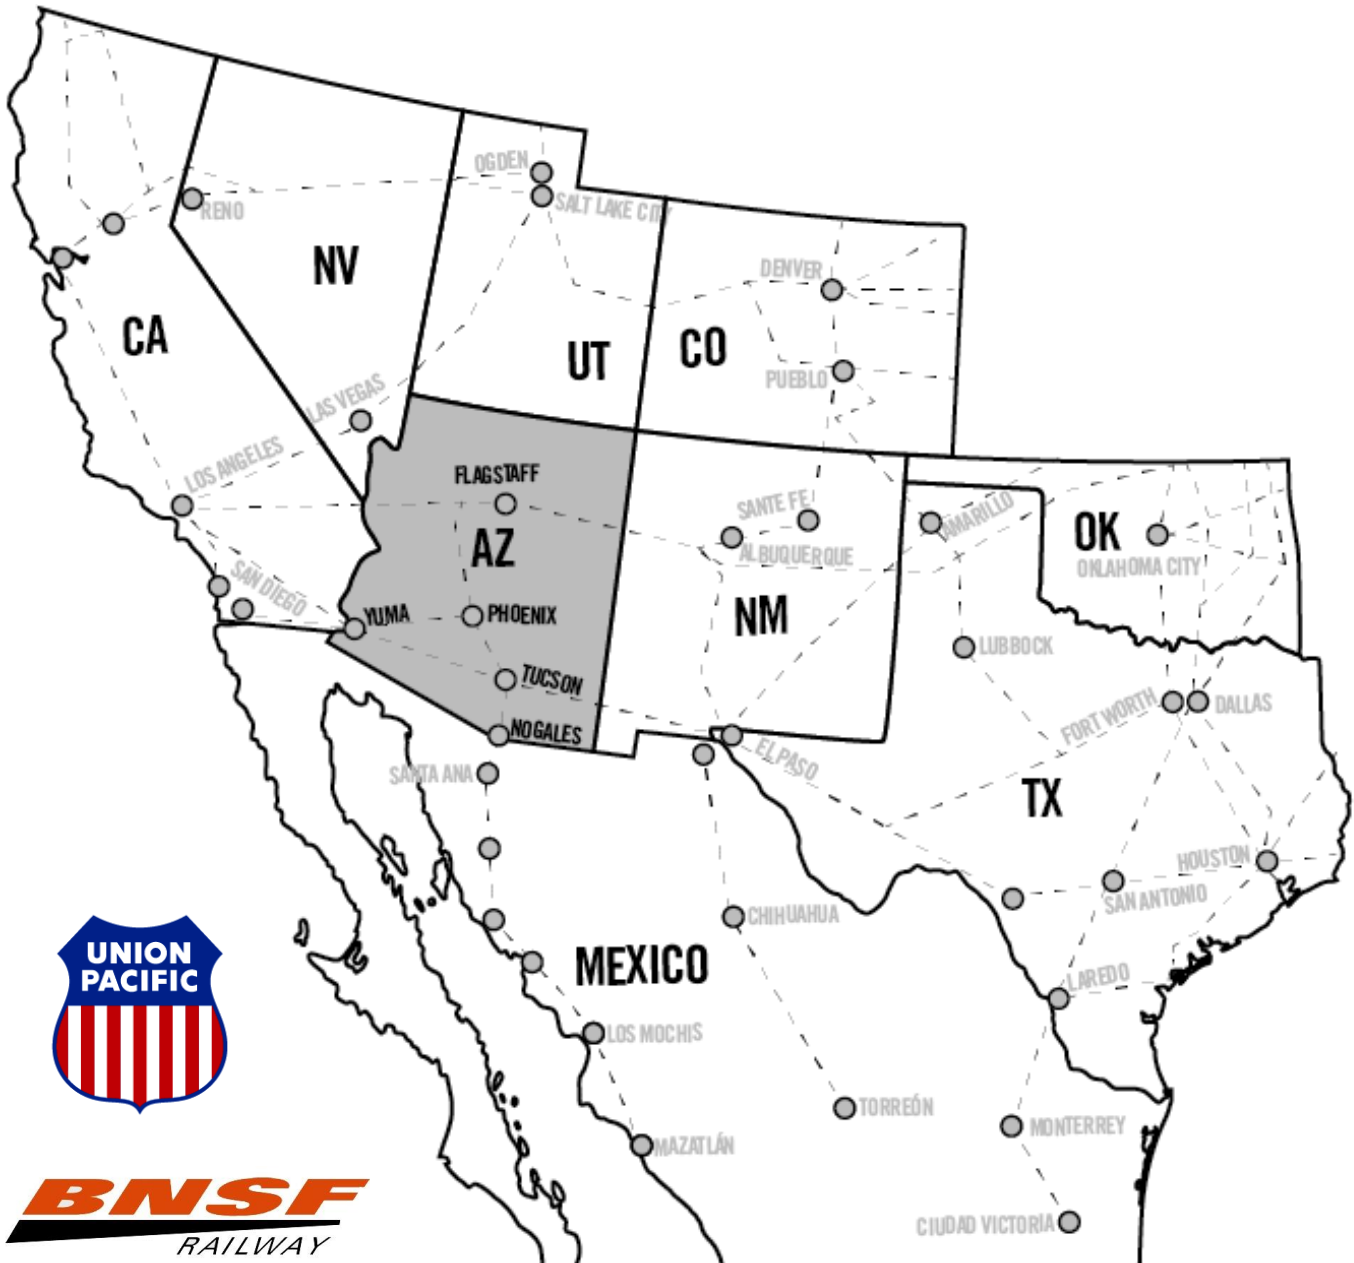 OGDEN
SALT LAKE CITY
RENO
NV
DENVER
CA
UT
CO
PUEBLO
LAS VEGAS
LOS ANGELES
FLAGSTAFF
SANTE FE
AMARILLO
AZ
ALBUQUERQUE
OK
OKLAHOMA CITY
SAN DIEGO
YUMA
PHOENIX
NM
LUBBOCK
TUCSON
FORT WORTH
DALLAS
NOGALES
EL PASO
SANTA ANA
TX
HOUSTON
SAN ANTONIO
CHIHUAHUA
UNION
PACIFIC
MEXICO
LAREDO
LOS MOCHIS
TORREÓN
MONTERREY
MAZATLÁN
BNSF
RAILWAY
CIUDAD VICTORIA